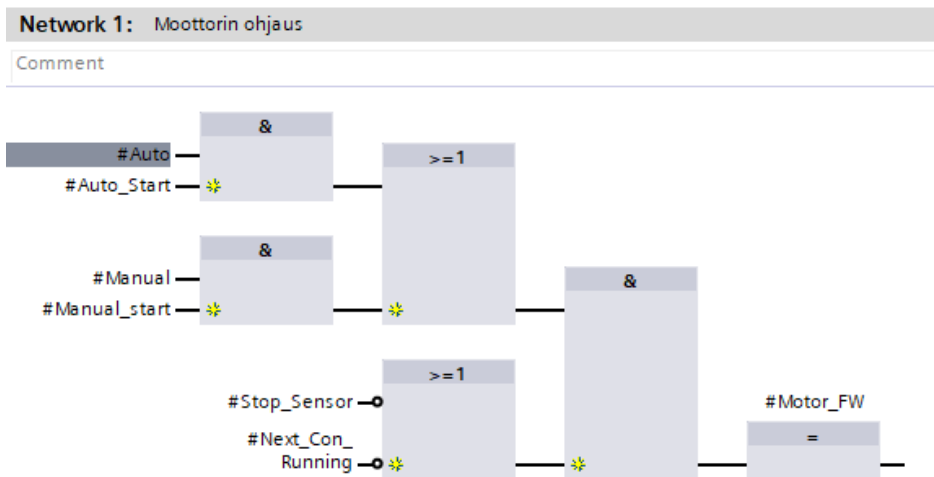 Network 1: Moottorin ohjaus
Comment
&
#Auto
#Auto_Start
>=1
&
#Manual
#Manual_start
&
>=1
#Stop_Sensor
#Next_Con_
Running
#Motor_FW
=